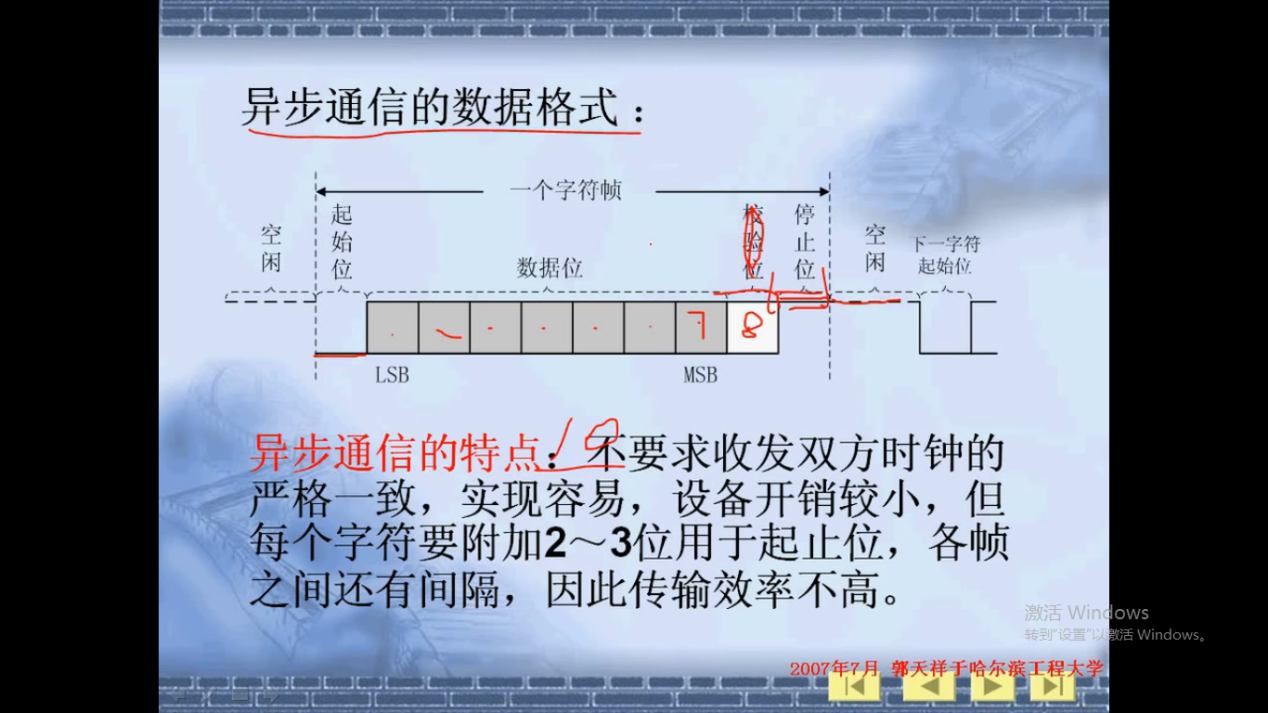 异步通信的数据格式：
一个字符帧
空闲
起始位
数据位
校验位
停止位
空闲
下一字符
起始位
7 8
LSB MSB
10
异步通信的特点：不要求收发双方时钟的
严格一致，实现容易，设备开销较小，但
每个字符要附加2～3位用于起止位，各帧
之间还有间隔，因此传输效率不高。
激活 Windows
转到“设置”以激活 Windows。
2007年7月 郭天祥于哈尔滨工程大学